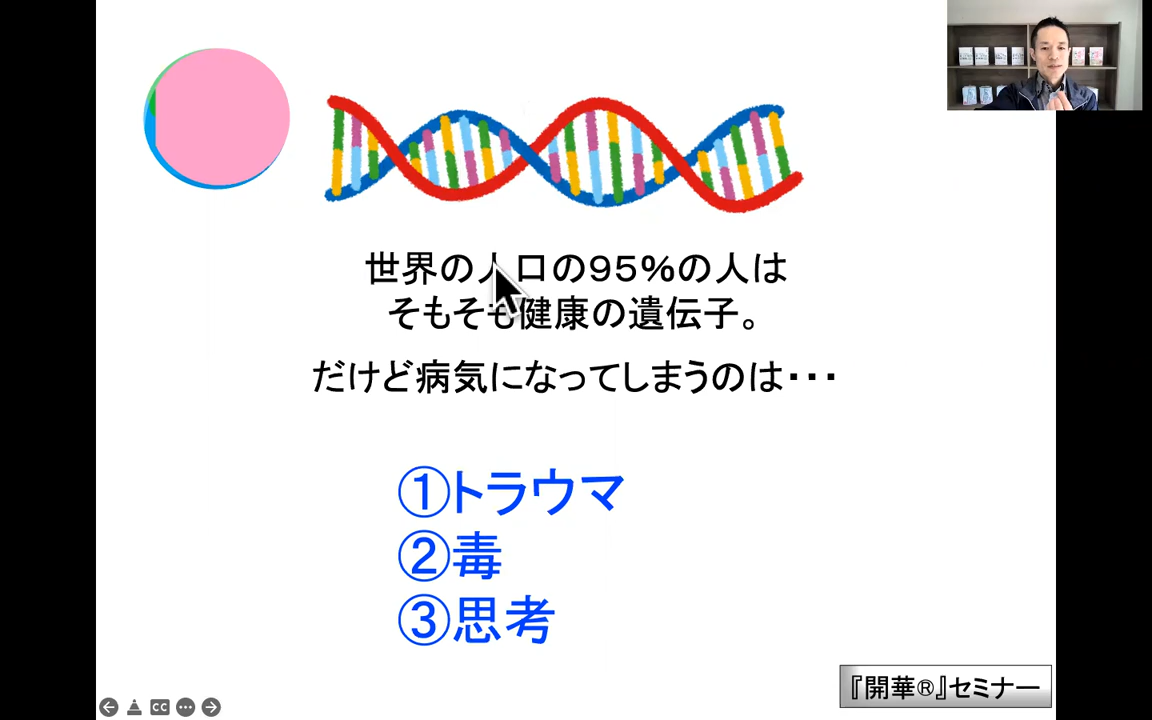 世界の人口の95%の人は
そもそも健康の遺伝子。
だけど病気になってしまうのは・・・
①トラウマ
②毒
③思考
『開華®』セミナー
CC